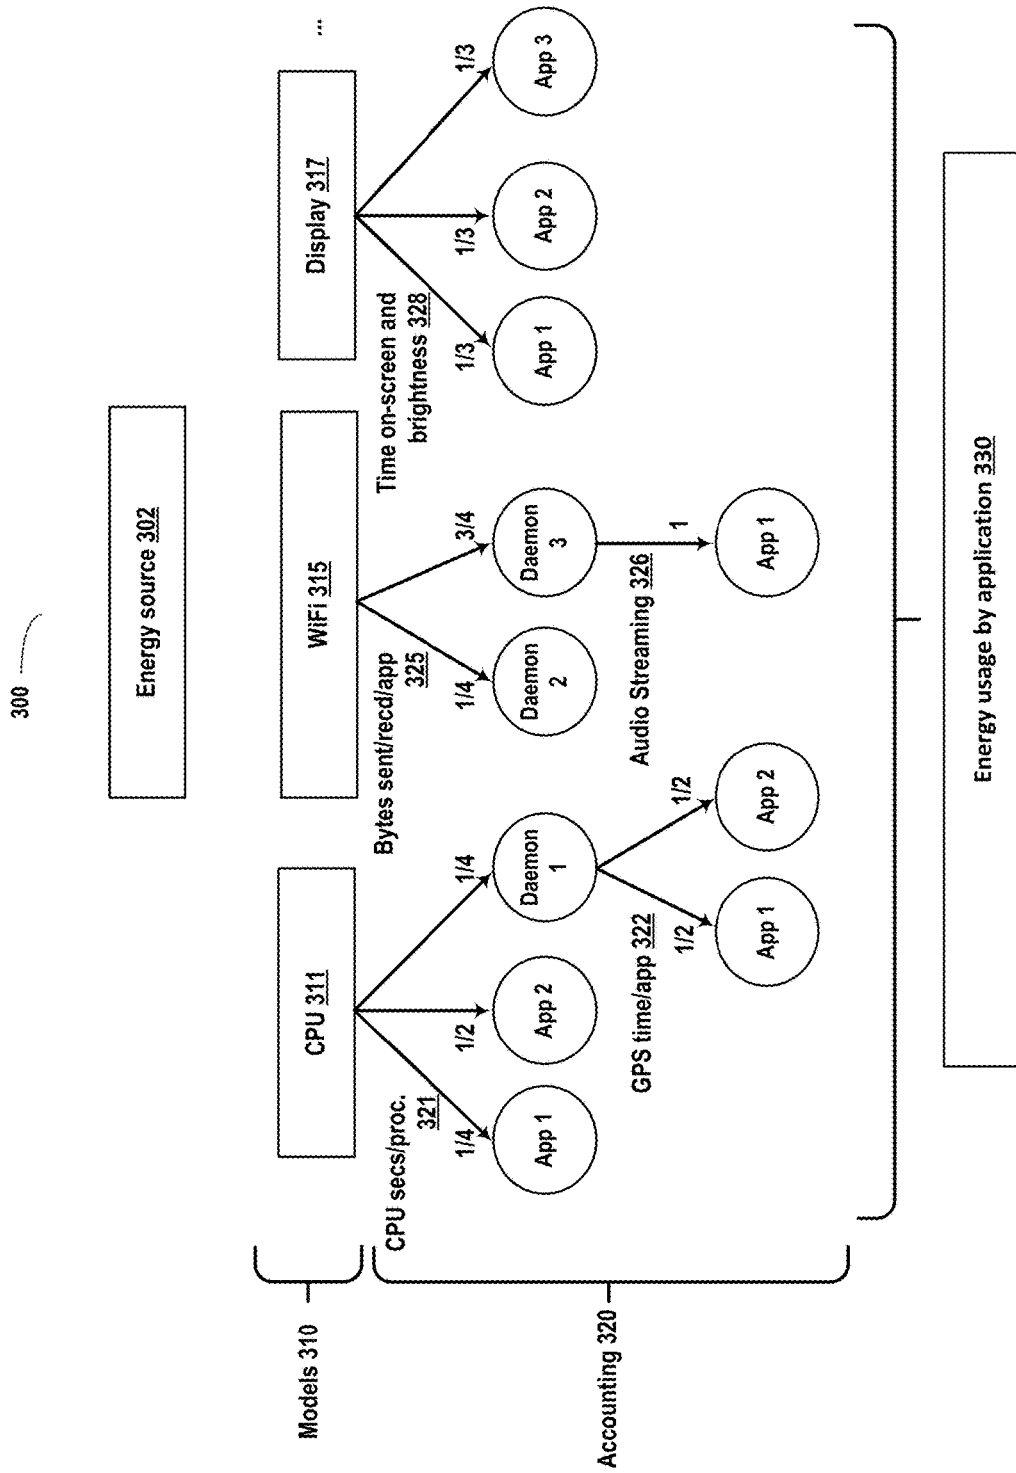 300
Energy source 302
Models 310
CPU 311
WiFi 315
Display 317
...
CPU secs/proc.
321
1/4
1/2
1/4
Bytes sent/recd/app
325
1/4
3/4
Time on-screen and
brightness 328
1/3
1/3
1/3
App 1
App 2
Daemon
1
Daemon
2
Daemon
3
App 1
App 2
App 3
Accounting 320
GPS time/app 322
1/2
1/2
Audio Streaming 326
1
App 1
App 2
App 1
Energy usage by application 330